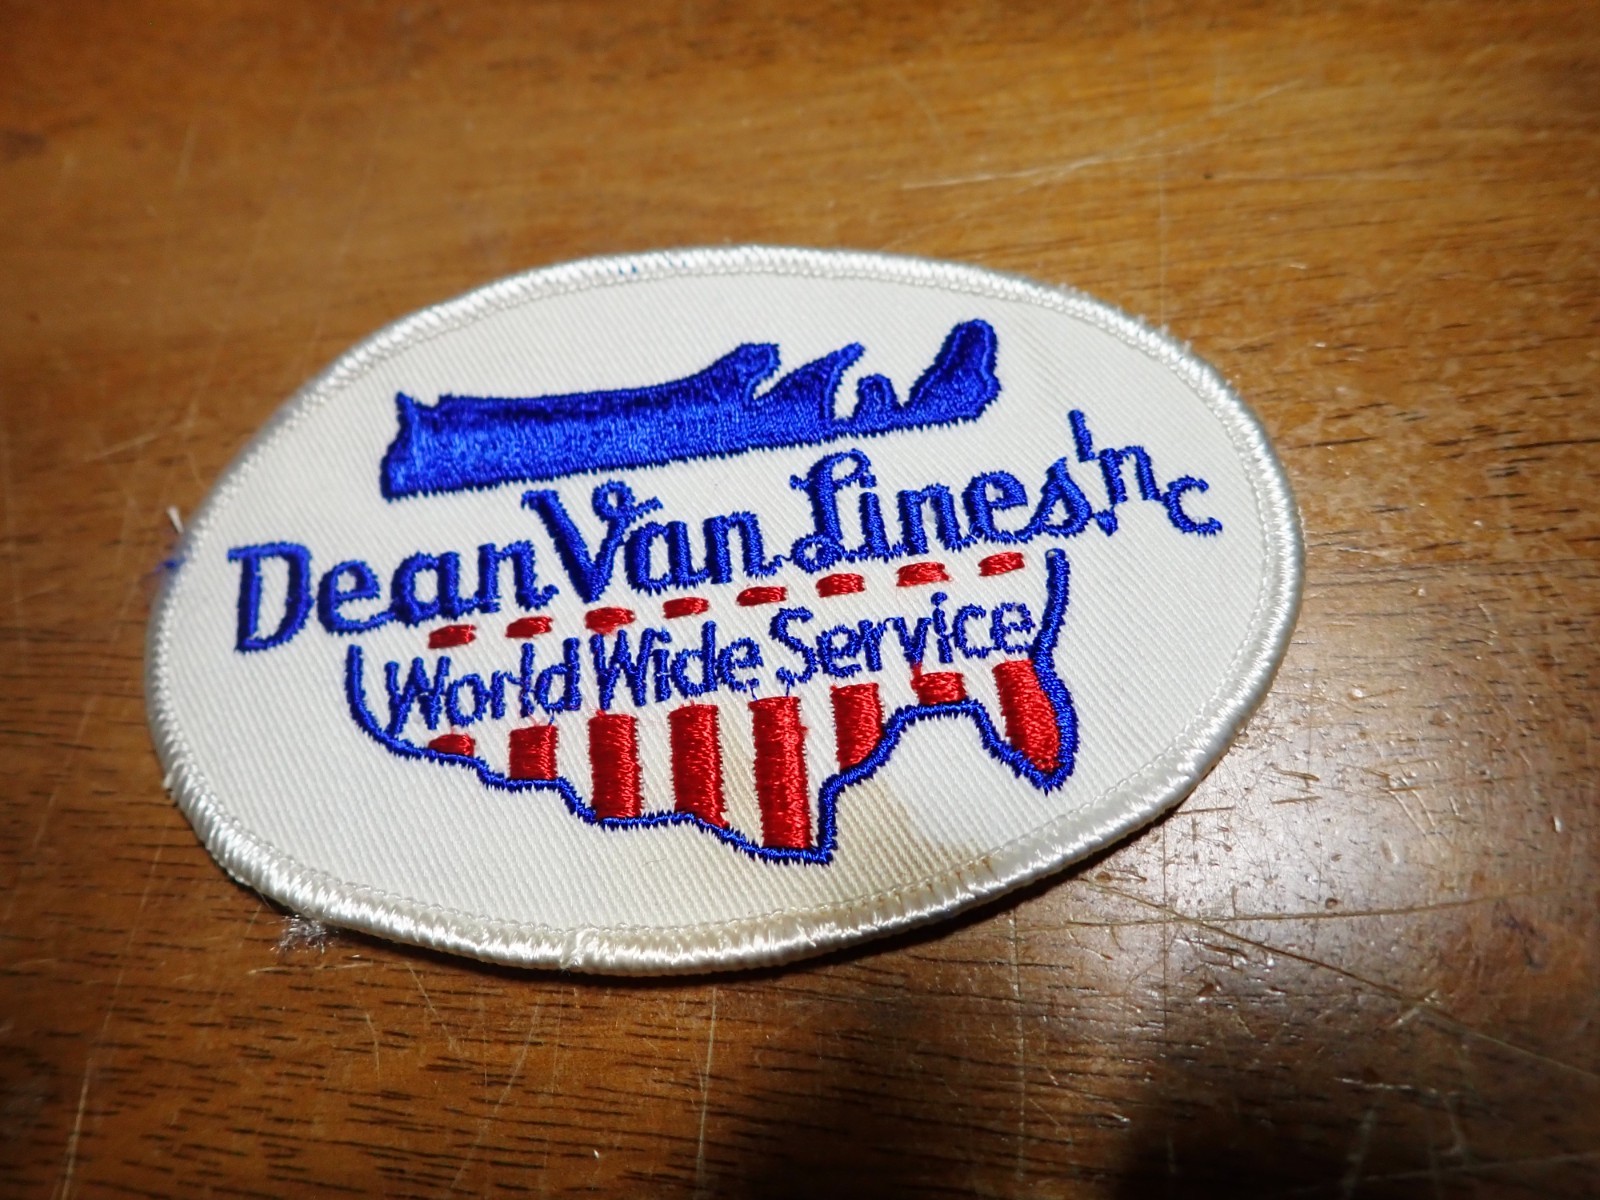 Dean Van Lines Inc
World Wide Service